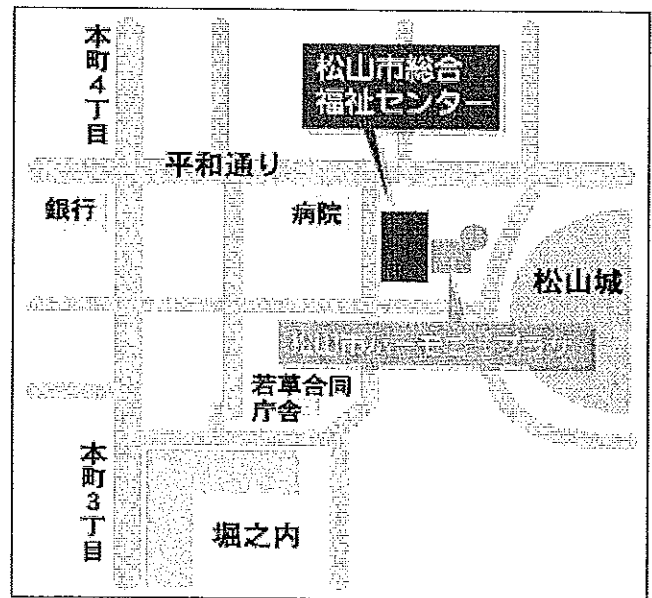 本町4丁目
松山市総合
福祉センター
平和通り
銀行
病院
松山城
若草合同
庁舎
本町3丁目
堀之内